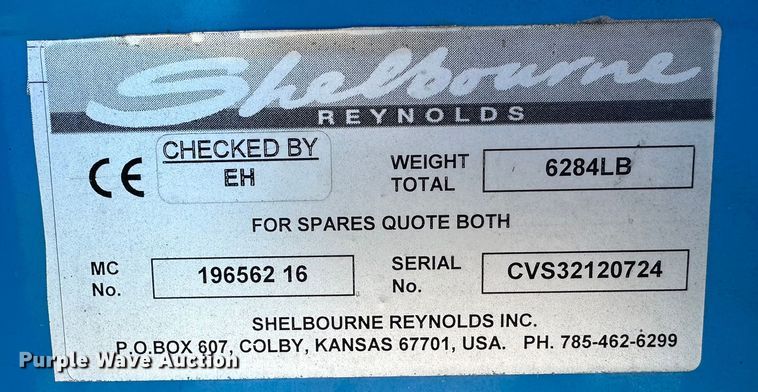 Shelbourne
REYNOLDS
CE
CHECKED BY
EH
WEIGHT TOTAL 6284LB
FOR SPARES QUOTE BOTH
MC No. 196562 16
SERIAL No. CVS32120724
SHELBOURNE REYNOLDS INC.
P.O.BOX 607, COLBY, KANSAS 67701, USA. PH. 785-462-6299
Purple Wave Auction